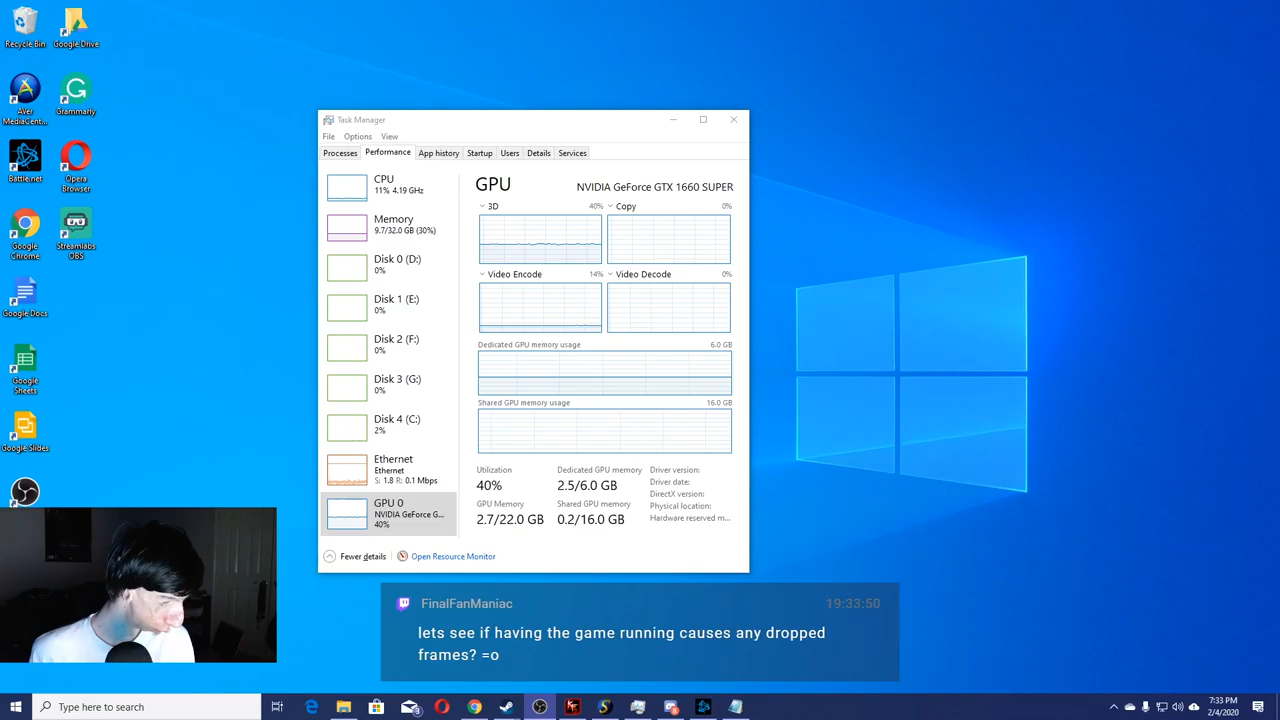 Recycle Bin
Google Drive
AVer
MediaCent...
Grammarly
Battle.net
Opera
Browser
Google
Chrome
Streamlabs
OBS
Google Docs
Google
Sheets
Google Slides
Task Manager
File Options View
Processes Performance App history Startup Users Details Services
CPU
11% 4.19 GHz
Memory
9.7/32.0 GB (30%)
Disk 0 (D:)
0%
Disk 1 (E:)
0%
Disk 2 (F:)
0%
Disk 3 (G:)
0%
Disk 4 (C:)
2%
Ethernet
Ethernet
S: 1.8 R: 0.1 Mbps
GPU 0
NVIDIA GeForce G...
40%
GPU NVIDIA GeForce GTX 1660 SUPER
3D 40% Copy 0%
Video Encode 14% Video Decode 0%
Dedicated GPU memory usage 6.0 GB
Shared GPU memory usage 16.0 GB
Utilization
40%
Dedicated GPU memory
2.5/6.0 GB
GPU Memory
2.7/22.0 GB
Shared GPU memory
0.2/16.0 GB
Driver version:
Driver date:
DirectX version:
Physical location:
Hardware reserved m...
Fewer details Open Resource Monitor
FinalFanManiac 19:33:50
lets see if having the game running causes any dropped
frames? =o
Type here to search
7:33 PM
2/4/2020